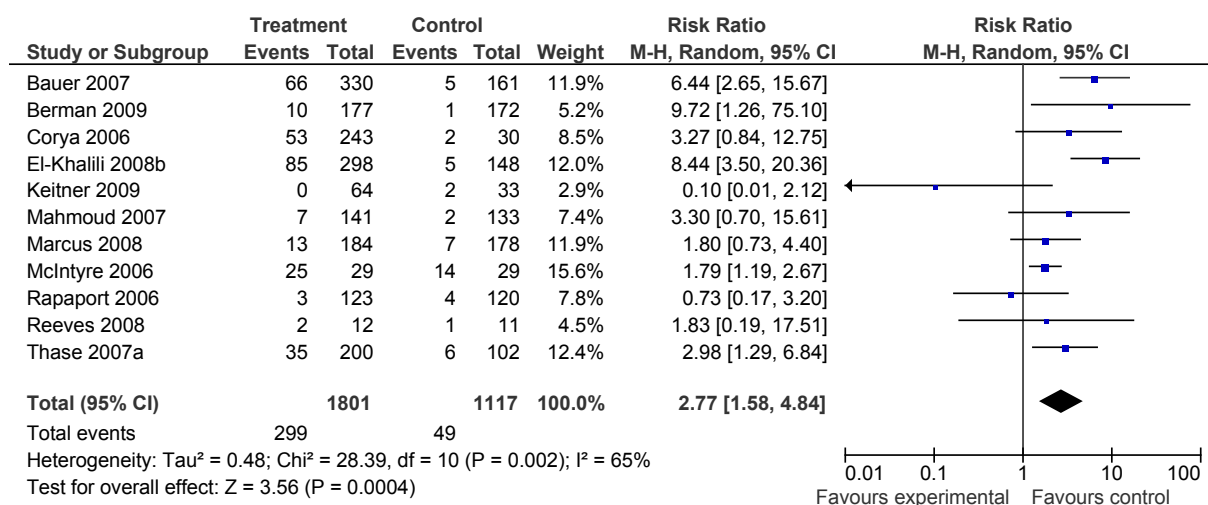 Treatment Control Risk Ratio Risk Ratio
Study or Subgroup Events Total Events Total Weight M-H, Random, 95% CI M-H, Random, 95% CI
Bauer 2007 66 330 5 161 11.9% 6.44 [2.65, 15.67]
Berman 2009 10 177 1 172 5.2% 9.72 [1.26, 75.10]
Corya 2006 53 243 2 30 8.5% 3.27 [0.84, 12.75]
El-Khalili 2008b 85 298 5 148 12.0% 8.44 [3.50, 20.36]
Keitner 2009 0 64 2 33 2.9% 0.10 [0.01, 2.12]
Mahmoud 2007 7 141 2 133 7.4% 3.30 [0.70, 15.61]
Marcus 2008 13 184 7 178 11.9% 1.80 [0.73, 4.40]
McIntyre 2006 25 29 14 29 15.6% 1.79 [1.19, 2.67]
Rapaport 2006 3 123 4 120 7.8% 0.73 [0.17, 3.20]
Reeves 2008 2 12 1 11 4.5% 1.83 [0.19, 17.51]
Thase 2007a 35 200 6 102 12.4% 2.98 [1.29, 6.84]
Total (95% CI) 1801 1117 100.0% 2.77 [1.58, 4.84]
Total events 299 49
Heterogeneity: Tau² = 0.48; Chi² = 28.39, df = 10 (P = 0.002); I² = 65%
Test for overall effect: Z = 3.56 (P = 0.0004)
0.01 0.1 1 10 100
Favours experimental Favours control